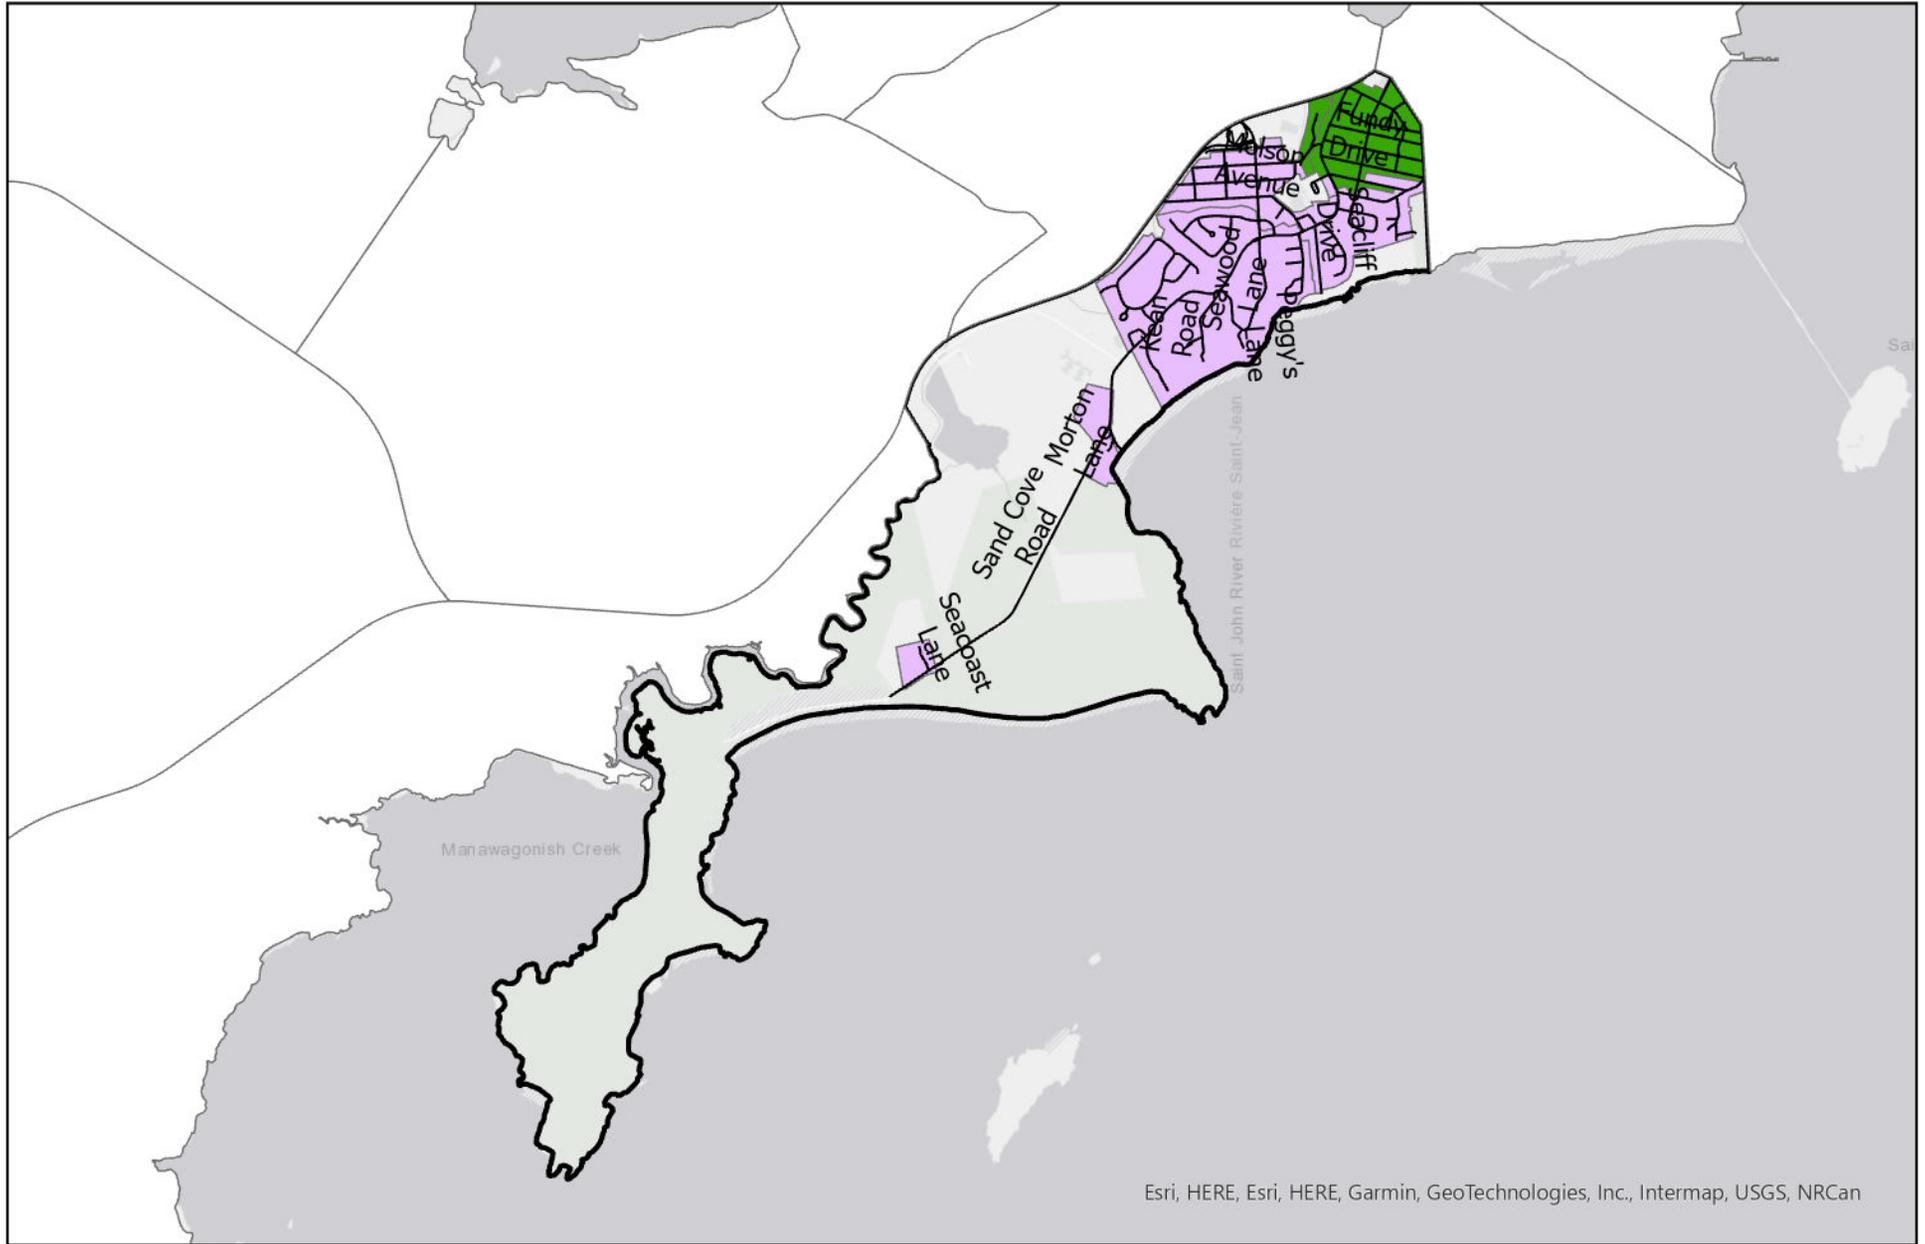 Fundy
Drive
Molson
Avenue
Seacliff
Drive
Seawood
Lane
Kean
Road
Peggy's
Lane
Morton
Lane
Sand Cove
Road
Seacoast
Lane
Saint John River Rivière Saint-Jean
Sai
Manawagonish Creek
Esri, HERE, Esri, HERE, Garmin, GeoTechnologies, Inc., Intermap, USGS, NRCan